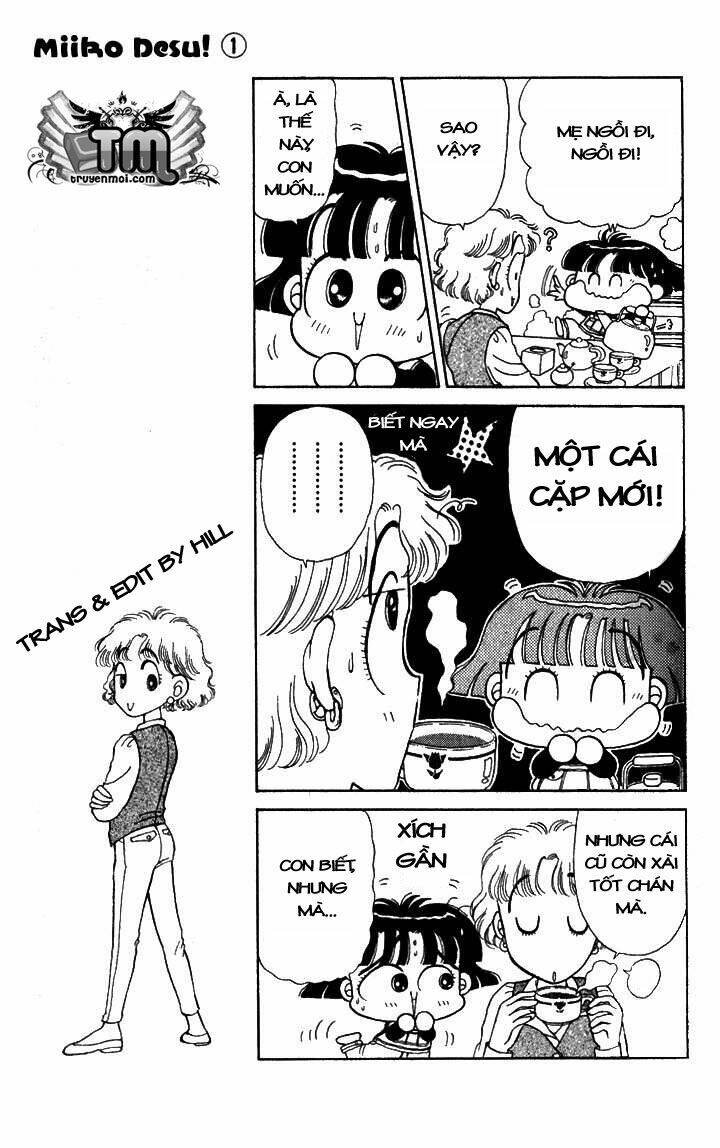 Miiko Desu! ①
TM
truyenmoi.com
MẸ NGỒI ĐI,
NGỒI ĐI!
SAO
VẬY?
?
À, LÀ
THẾ
NÀY,
CON
MUỐN...
MỘT CÁI
CẶP MỚI!
BIẾT NGAY
MÀ
TRANS & EDIT BY HILL
NHƯNG CÁI
CŨ CÒN XÀI
TỐT CHÁN
MÀ.
XÍCH
GẦN
CON BIẾT,
NHƯNG
MÀ...